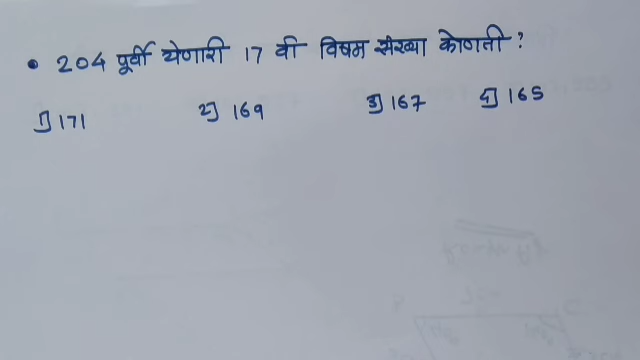 • 204 पूर्वी येणारी 17 वी विषम संख्या कोणती ?
1] 171 2] 169 3] 167 4] 165